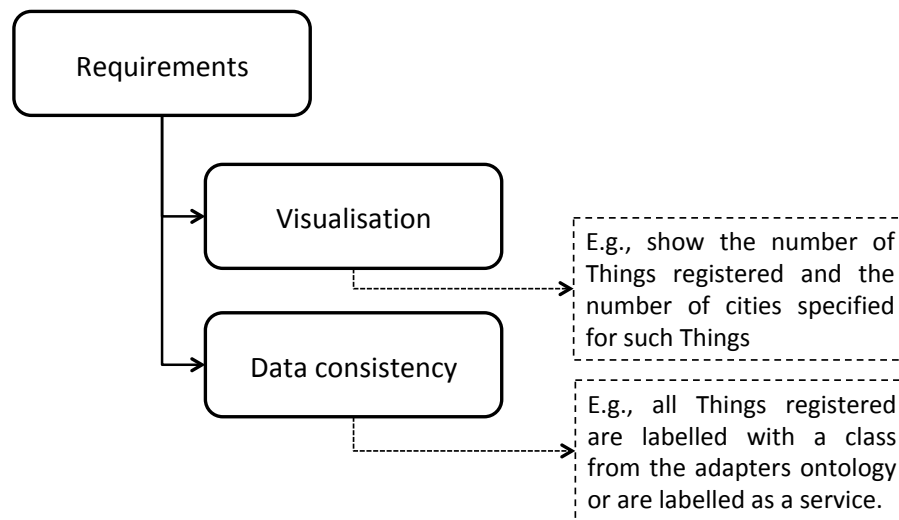 Requirements
Visualisation
E.g., show the number of
Things registered and the
number of cities specified
for such Things
Data consistency
E.g., all Things registered
are labelled with a class
from the adapters ontology
or are labelled as a service.